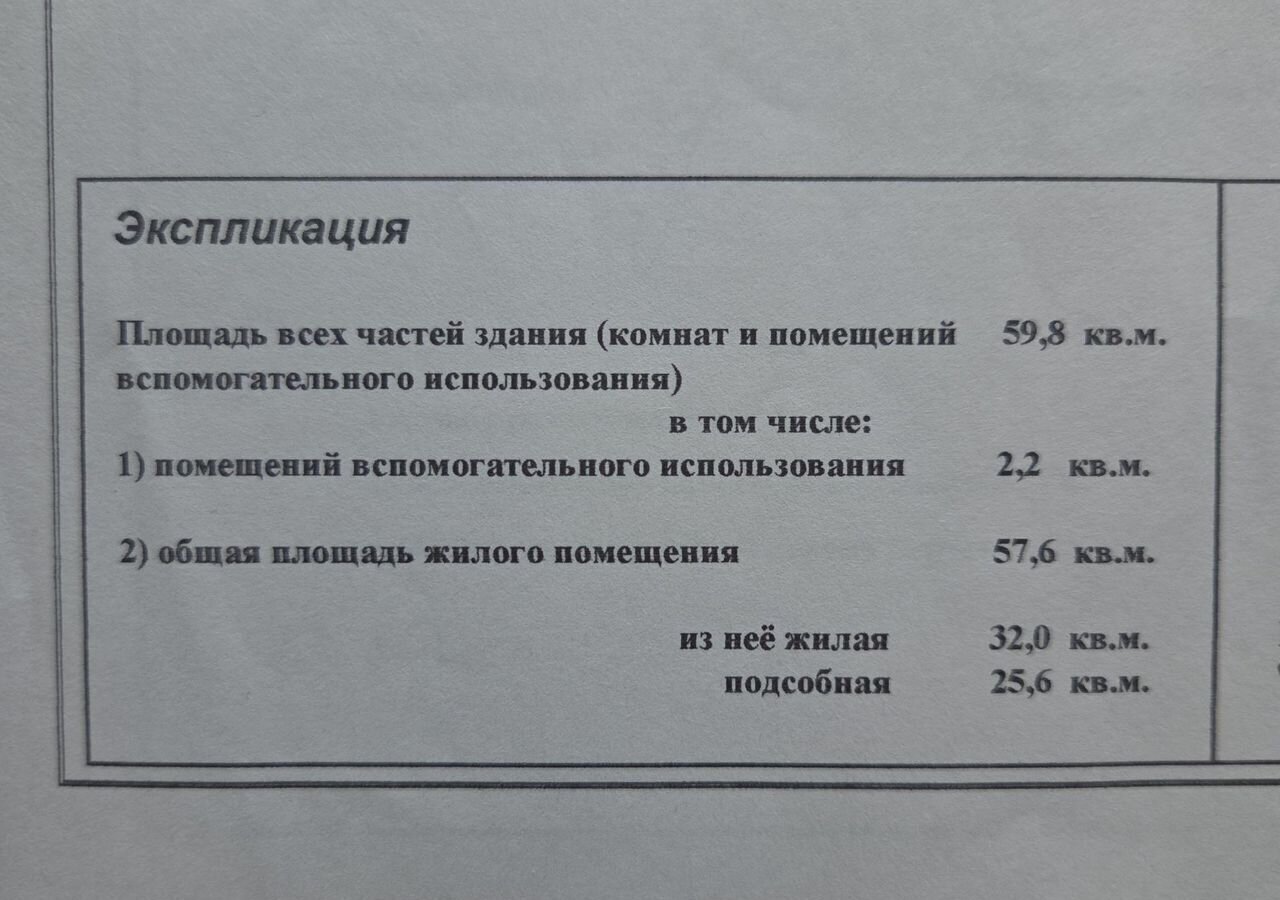 Экспликация
Площадь всех частей здания (комнат и помещений 59,8 кв.м.
вспомогательного использования)
в том числе:
1) помещений вспомогательного использования 2,2 кв.м.
2) общая площадь жилого помещения 57,6 кв.м.
из неё жилая 32,0 кв.м.
подсобная 25,6 кв.м.